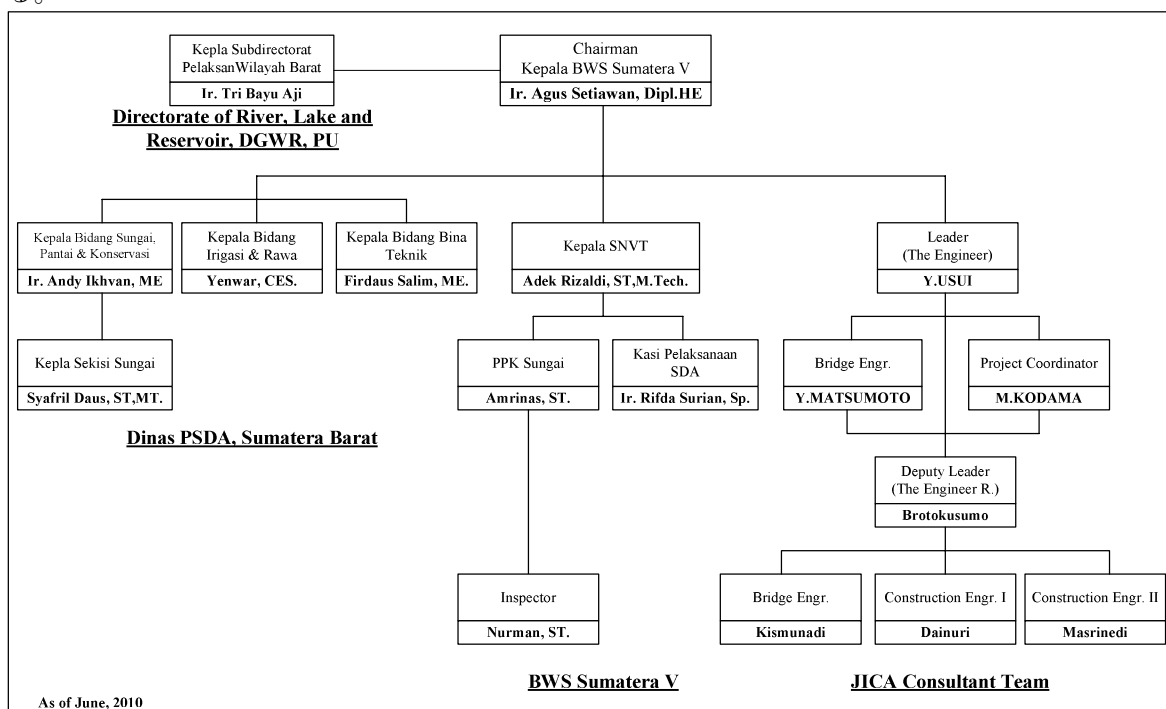 Kepla Subdirectorat
PelaksanWilayah Barat
Ir. Tri Bayu Aji
Directorate of River, Lake and
Reservoir, DGWR, PU
Chairman
Kepala BWS Sumatera V
Ir. Agus Setiawan, Dipl.HE
Kepala Bidang Sungai,
Pantai & Konservasi
Ir. Andy Ikhvan, ME
Kepala Bidang
Irigasi & Rawa
Yenwar, CES.
Kepala Bidang Bina
Teknik
Firdaus Salim, ME.
Kepala SNVT
Adek Rizaldi, ST,M.Tech.
Leader
(The Engineer)
Y.USUI
Kepla Sekisi Sungai
Syafril Daus, ST,MT.
Dinas PSDA, Sumatera Barat
PPK Sungai
Amrinas, ST.
Kasi Pelaksanaan
SDA
Ir. Rifda Surian, Sp.
Bridge Engr.
Y.MATSUMOTO
Project Coordinator
M.KODAMA
Deputy Leader
(The Engineer R.)
Brotokusumo
Inspector
Nurman, ST.
Bridge Engr.
Kismunadi
Construction Engr. I
Dainuri
Construction Engr. II
Masrinedi
BWS Sumatera V
JICA Consultant Team
As of June, 2010